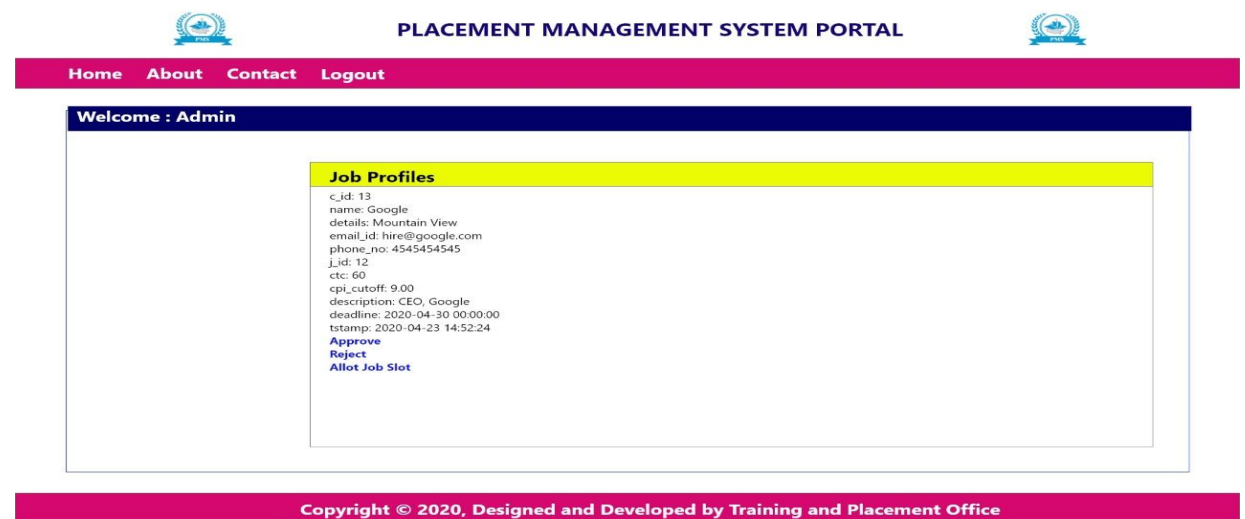 PLACEMENT MANAGEMENT SYSTEM PORTAL
PMS
PMS
Home About Contact Logout
Welcome : Admin
Job Profiles
c_id: 13
name: Google
details: Mountain View
email_id: hire@google.com
phone_no: 4545454545
j_id: 12
ctc: 60
cpi_cutoff: 9.00
description: CEO, Google
deadline: 2020-04-30 00:00:00
tstamp: 2020-04-23 14:52:24
Approve
Reject
Allot Job Slot
Copyright © 2020, Designed and Developed by Training and Placement Office